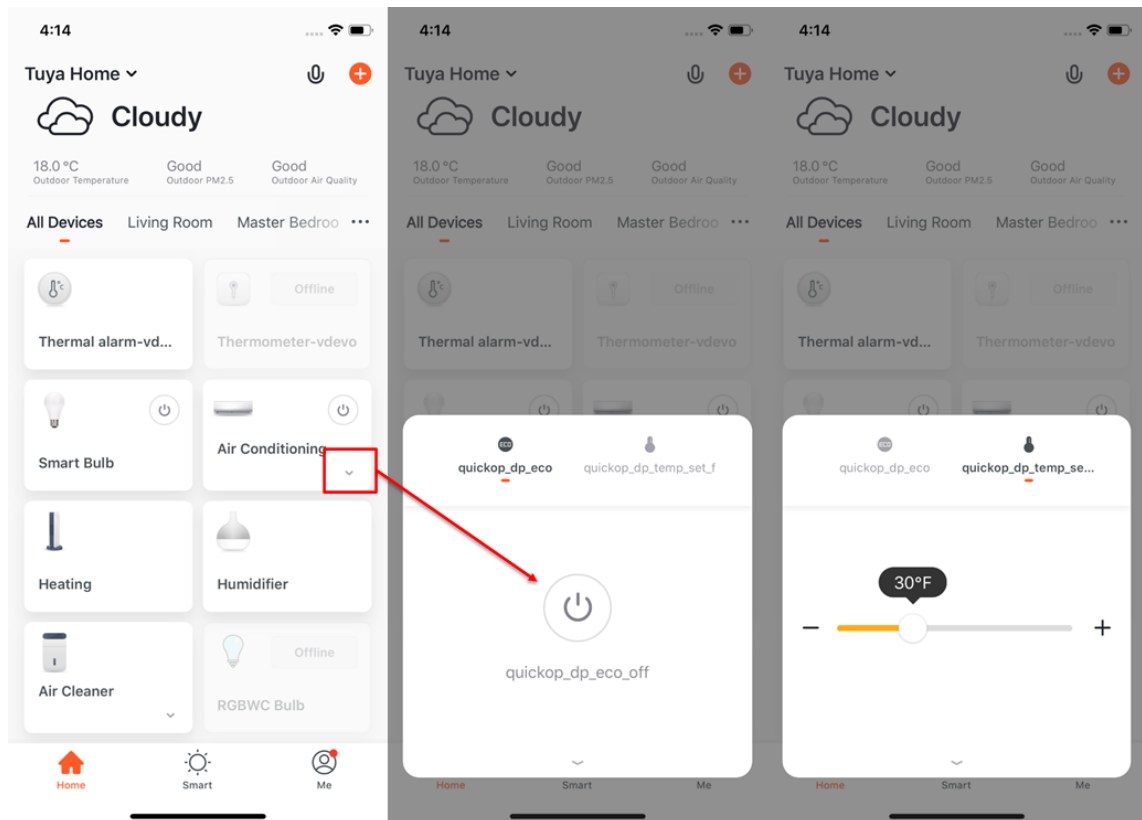 4:14
Tuya Home
Cloudy
18.0 °C Good Good
Outdoor Temperature Outdoor PM2.5 Outdoor Air Quality
All Devices Living Room Master Bedroo ...
°c
Offline
Thermal alarm-vd... Thermometer-vdevo
Smart Bulb
Air Conditioning
Heating Humidifier
Offline
Air Cleaner
RGBWC Bulb
Home Smart Me
4:14
Tuya Home
Cloudy
18.0 °C Good Good
Outdoor Temperature Outdoor PM2.5 Outdoor Air Quality
All Devices Living Room Master Bedroo ...
°c
Offline
Thermal alarm-vd... Thermometer-vdevo
ECO
quickop_dp_eco quickop_dp_temp_set_f
quickop_dp_eco_off
Home Smart Me
4:14
Tuya Home
Cloudy
18.0 °C Good Good
Outdoor Temperature Outdoor PM2.5 Outdoor Air Quality
All Devices Living Room Master Bedroo ...
°c
Offline
Thermal alarm-vd... Thermometer-vdevo
ECO
quickop_dp_eco quickop_dp_temp_se...
30°F
Home Smart Me